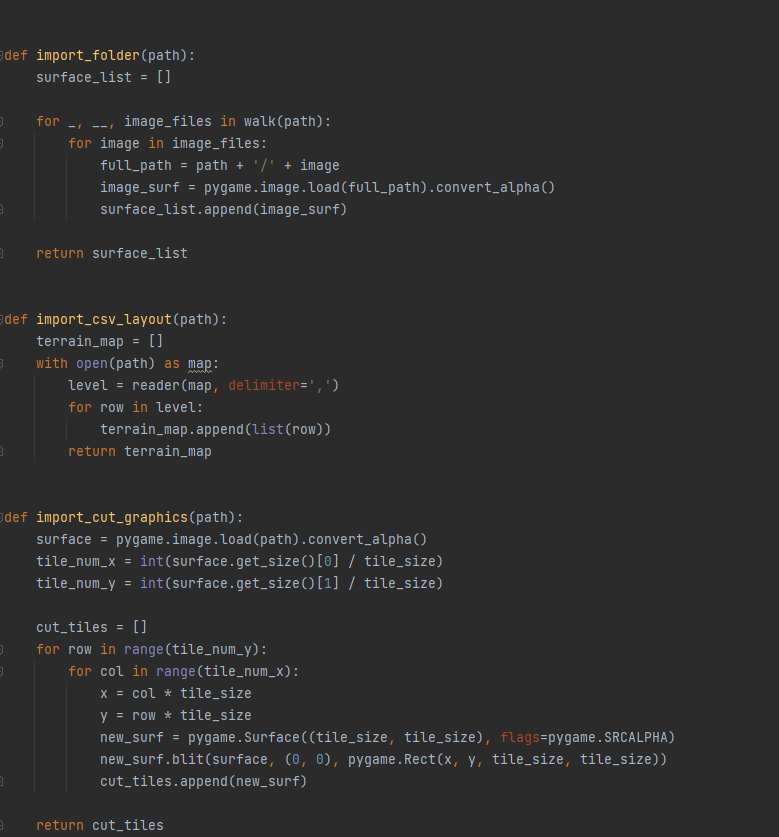 def import_folder(path):
    surface_list = []
    for _, __, image_files in walk(path):
        for image in image_files:
            full_path = path + '/' + image
            image_surf = pygame.image.load(full_path).convert_alpha()
            surface_list.append(image_surf)
    return surface_list
def import_csv_layout(path):
    terrain_map = []
    with open(path) as map:
        level = reader(map, delimiter=',')
        for row in level:
            terrain_map.append(list(row))
        return terrain_map
def import_cut_graphics(path):
    surface = pygame.image.load(path).convert_alpha()
    tile_num_x = int(surface.get_size()[0] / tile_size)
    tile_num_y = int(surface.get_size()[1] / tile_size)
    cut_tiles = []
    for row in range(tile_num_y):
        for col in range(tile_num_x):
            x = col * tile_size
            y = row * tile_size
            new_surf = pygame.Surface((tile_size, tile_size), flags=pygame.SRCALPHA)
            new_surf.blit(surface, (0, 0), pygame.Rect(x, y, tile_size, tile_size))
            cut_tiles.append(new_surf)
    return cut_tiles